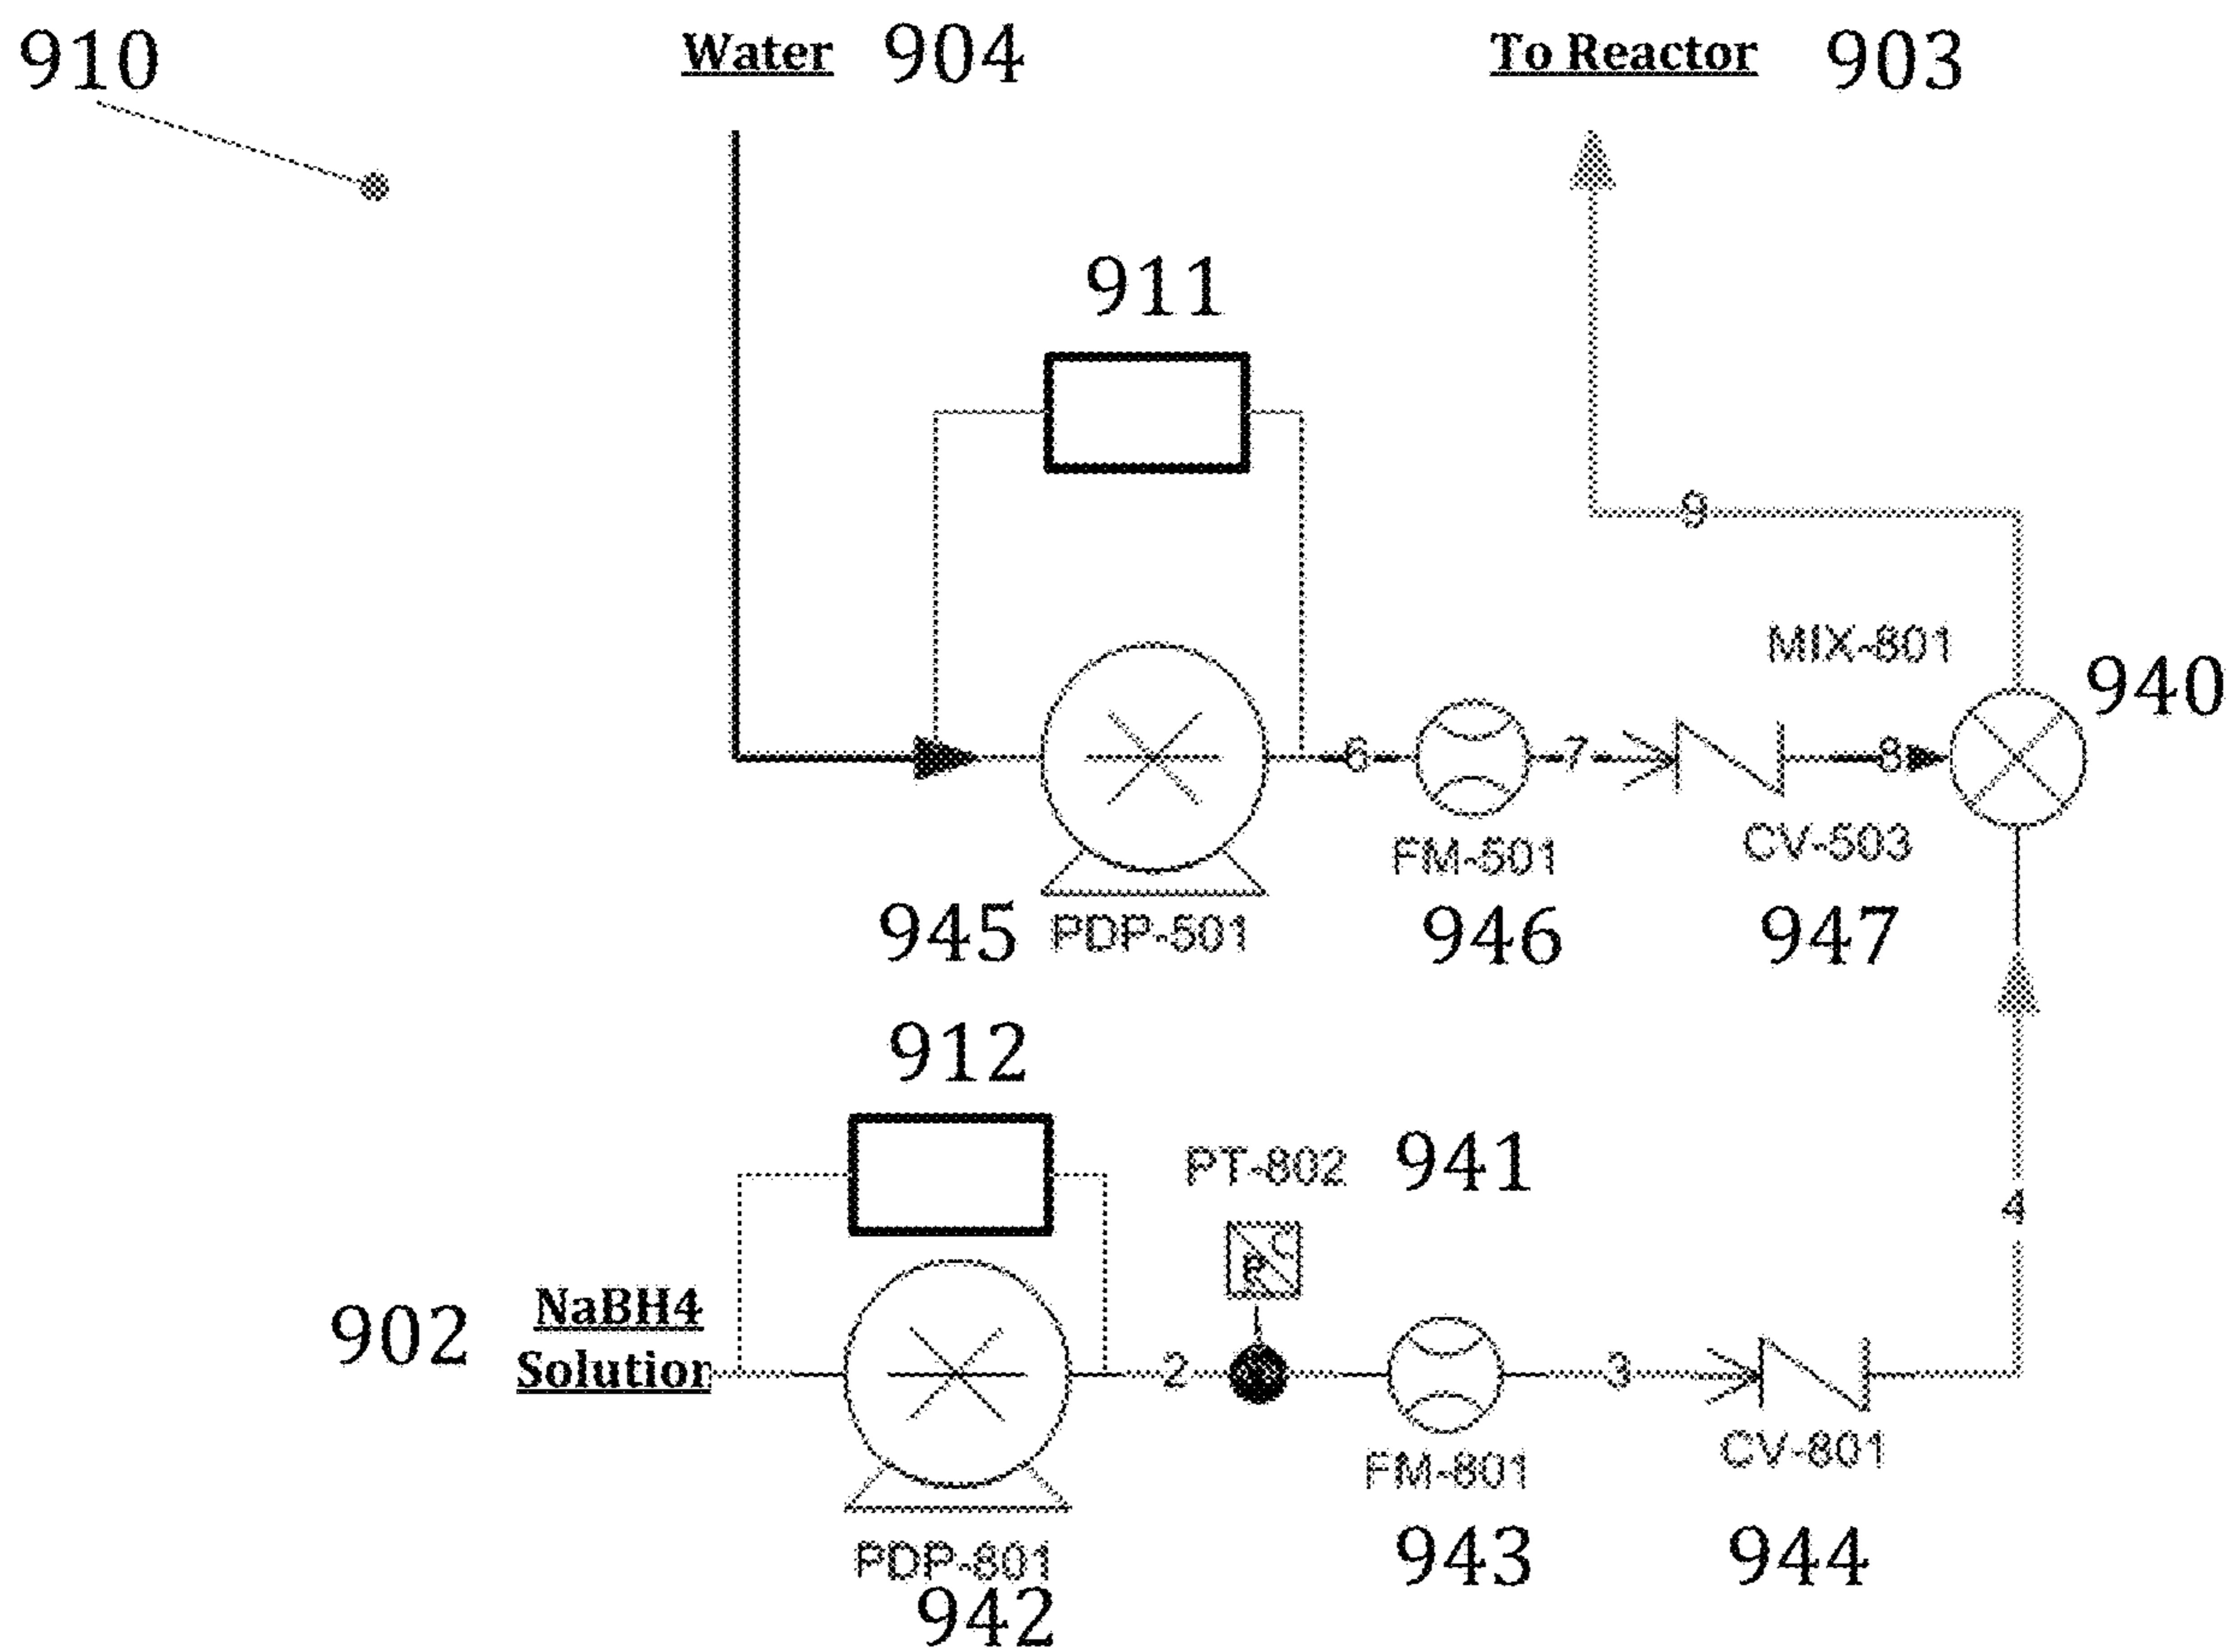 910
Water 904
To Reactor 903
911
9
MIX-801
940
6
7
8
FM-501
CV-503
945 PDP-501
946
947
912
PT-802 941
P C
4
902
NaBH4
Solution
2
3
FM-801
CV-801
PDP-801
942
943
944